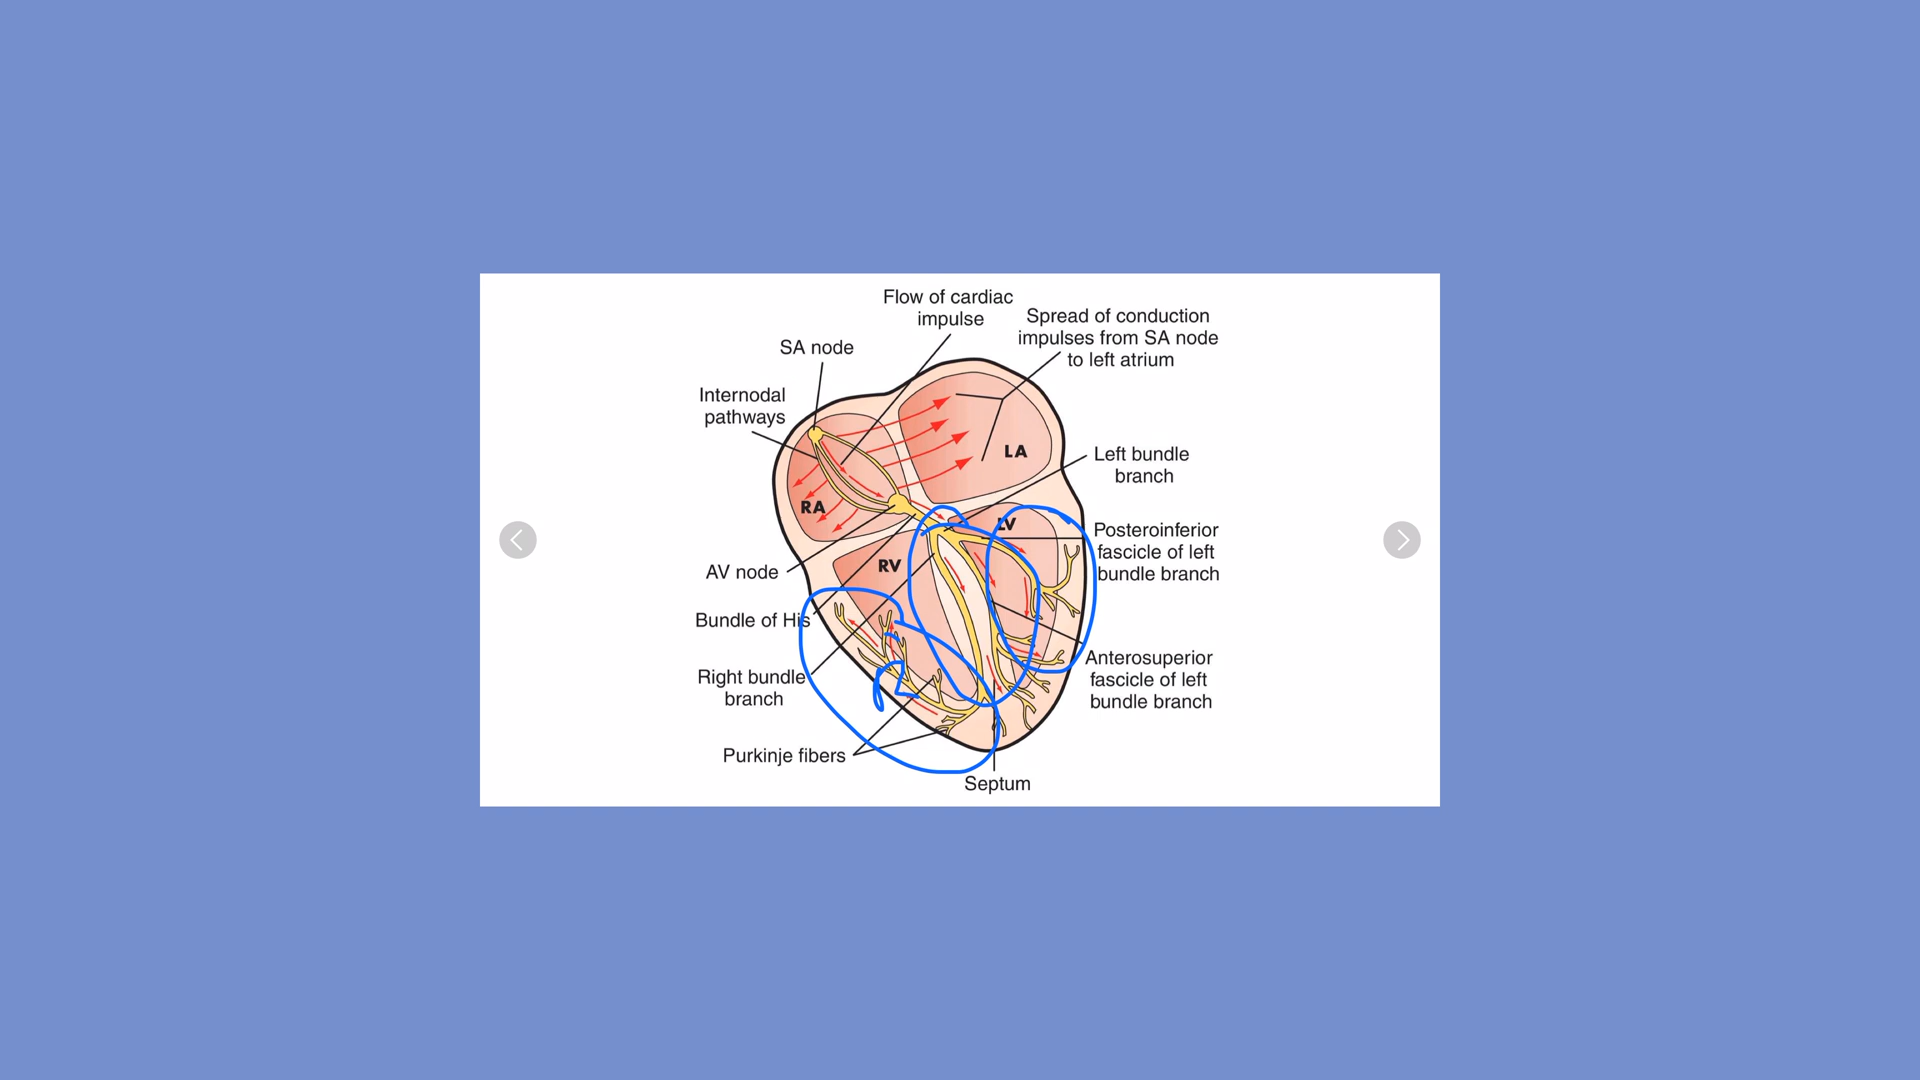 Flow of cardiac
impulse
Spread of conduction
impulses from SA node
to left atrium
SA node
Internodal
pathways
LA
Left bundle
branch
RA
LV
Posteroinferior
fascicle of left
bundle branch
RV
AV node
Bundle of His
Anterosuperior
fascicle of left
bundle branch
Right bundle
branch
Purkinje fibers
Septum